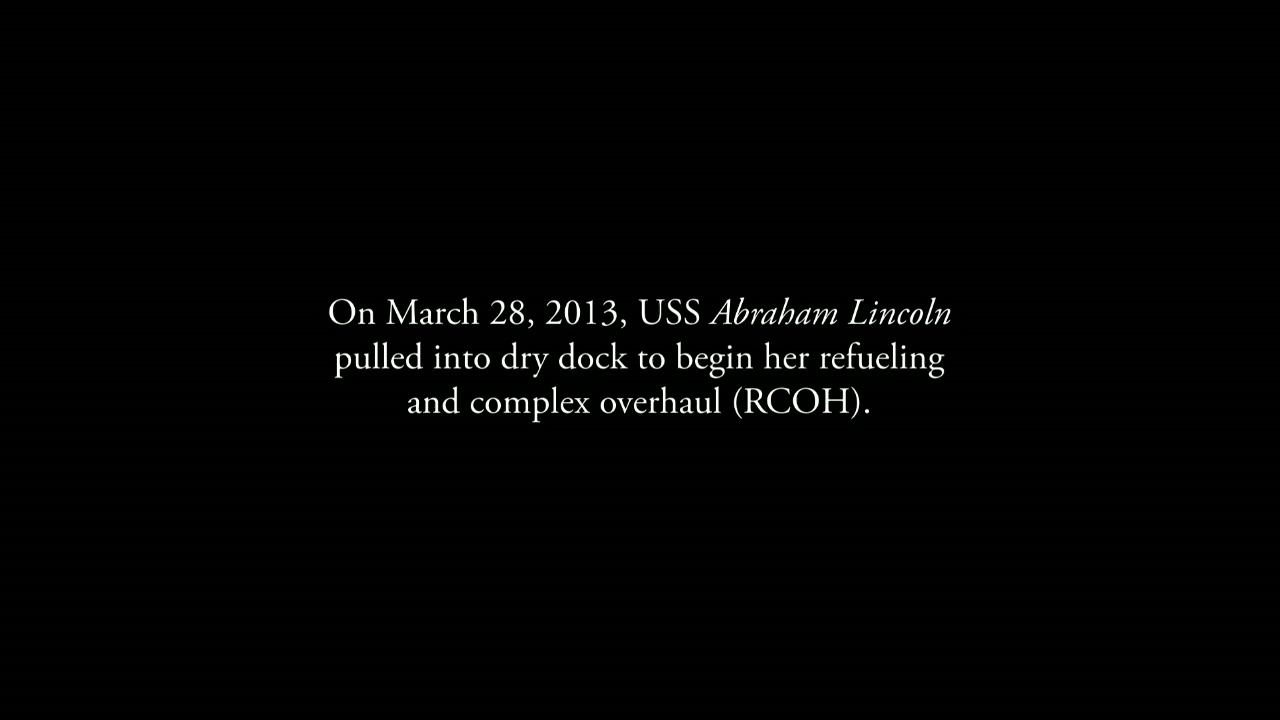 On March 28, 2013, USS Abraham Lincoln
pulled into dry dock to begin her refueling
and complex overhaul (RCOH).